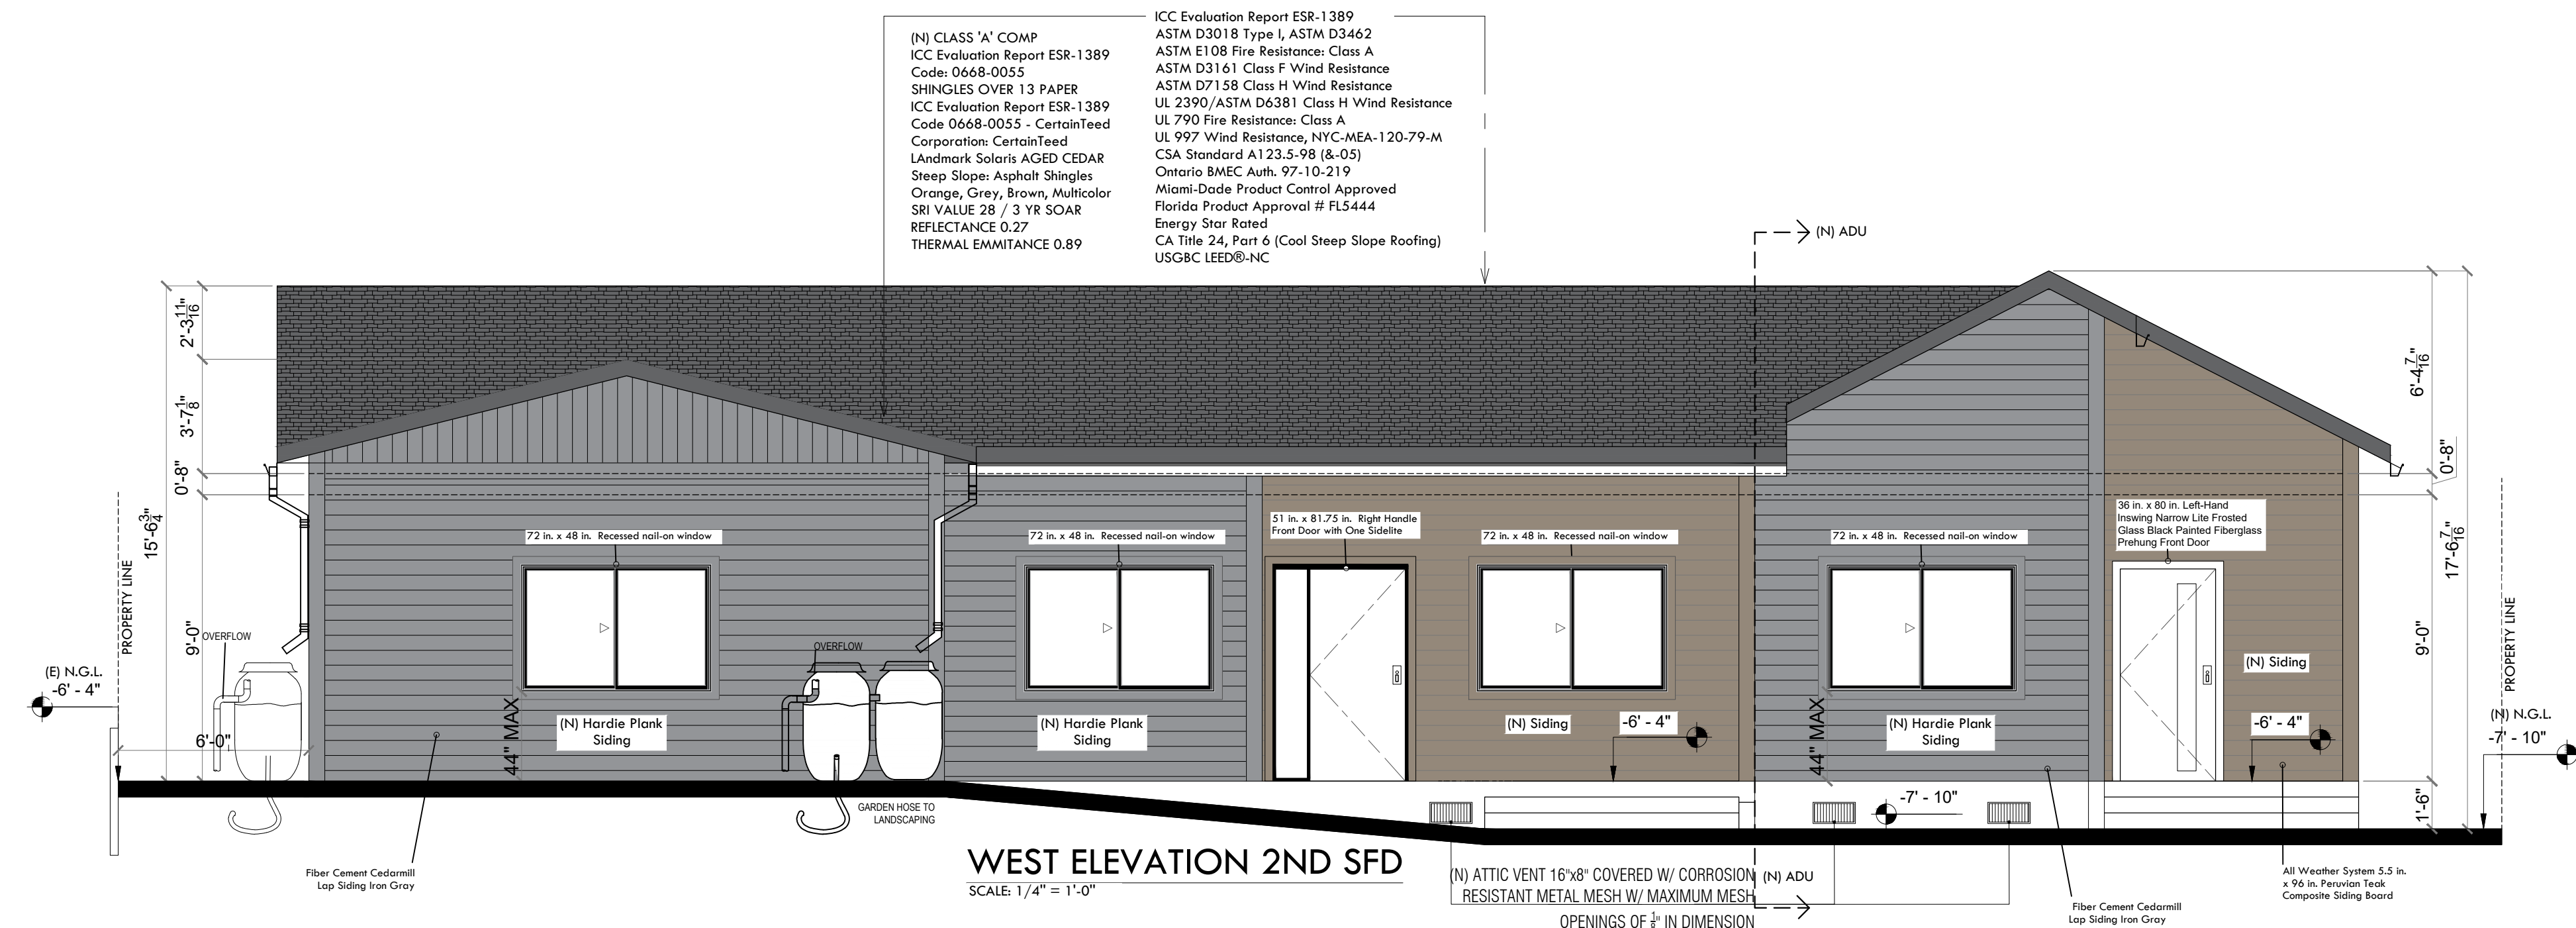 (N) CLASS 'A' COMP
ICC Evaluation Report ESR-1389
Code: 0668-0055
SHINGLES OVER 13 PAPER
ICC Evaluation Report ESR-1389
Code 0668-0055 - CertainTeed
Corporation: CertainTeed
LAndmark Solaris AGED CEDAR
Steep Slope: Asphalt Shingles
Orange, Grey, Brown, Multicolor
SRI VALUE 28 / 3 YR SOAR
REFLECTANCE 0.27
THERMAL EMMITANCE 0.89
ICC Evaluation Report ESR-1389
ASTM D3018 Type I, ASTM D3462
ASTM E108 Fire Resistance: Class A
ASTM D3161 Class F Wind Resistance
ASTM D7158 Class H Wind Resistance
UL 2390/ASTM D6381 Class H Wind Resistance
UL 790 Fire Resistance: Class A
UL 997 Wind Resistance, NYC-MEA-120-79-M
CSA Standard A123.5-98 (&-05)
Ontario BMEC Auth. 97-10-219
Miami-Dade Product Control Approved
Florida Product Approval # FL5444
Energy Star Rated
CA Title 24, Part 6 (Cool Steep Slope Roofing)
USGBC LEED®-NC
(N) ADU
2'-3 11/16"
3'-7 1/8"
0'-8"
15'-6 3/4"
9'-0"
PROPERTY LINE
(E) N.G.L.
-6' - 4"
OVERFLOW
6'-0"
72 in. x 48 in. Recessed nail-on window
44" MAX
(N) Hardie Plank
Siding
OVERFLOW
GARDEN HOSE TO
LANDSCAPING
72 in. x 48 in. Recessed nail-on window
(N) Hardie Plank
Siding
51 in. x 81.75 in. Right Handle
Front Door with One Sidelite
72 in. x 48 in. Recessed nail-on window
(N) Siding
-6' - 4"
72 in. x 48 in. Recessed nail-on window
44" MAX
(N) Hardie Plank
Siding
-7' - 10"
36 in. x 80 in. Left-Hand
Inswing Narrow Lite Frosted
Glass Black Painted Fiberglass
Prehung Front Door
(N) Siding
-6' - 4"
6'-4 7/16"
0'-8"
17'-6 7/16"
9'-0"
1'-6"
PROPERTY LINE
(N) N.G.L.
-7' - 10"
Fiber Cement Cedarmill
Lap Siding Iron Gray
WEST ELEVATION 2ND SFD
SCALE: 1/4" = 1'-0"
(N) ATTIC VENT 16"x8" COVERED W/ CORROSION
RESISTANT METAL MESH W/ MAXIMUM MESH
OPENINGS OF 1/8" IN DIMENSION
(N) ADU
Fiber Cement Cedarmill
Lap Siding Iron Gray
All Weather System 5.5 in.
x 96 in. Peruvian Teak
Composite Siding Board